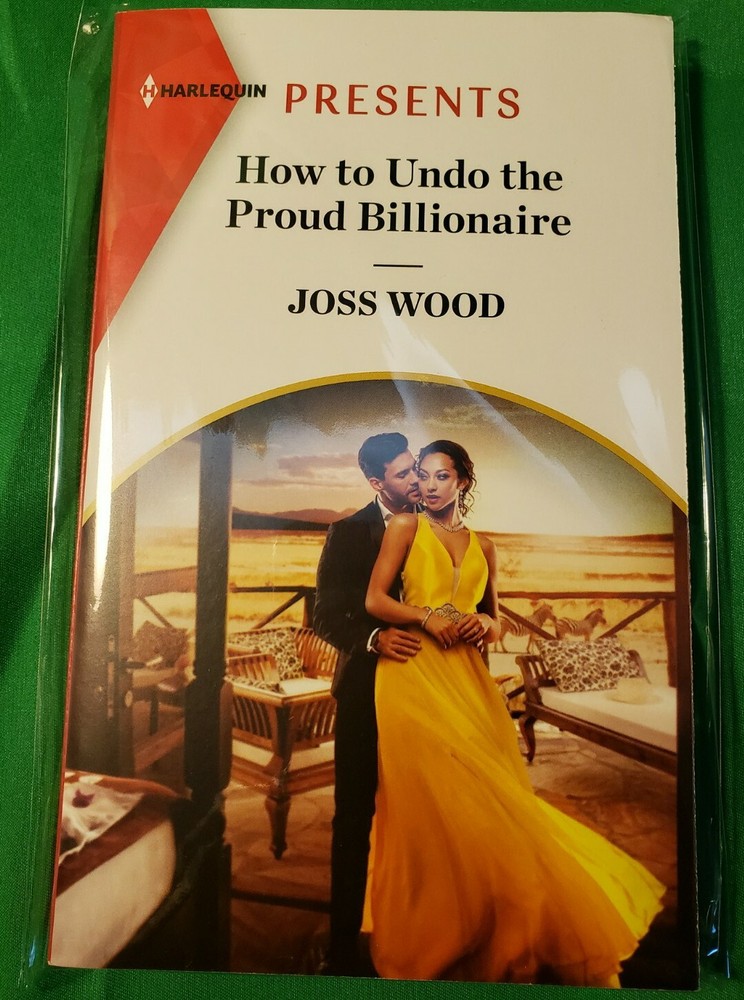 HARLEQUIN PRESENTS
How to Undo the
Proud Billionaire
JOSS WOOD